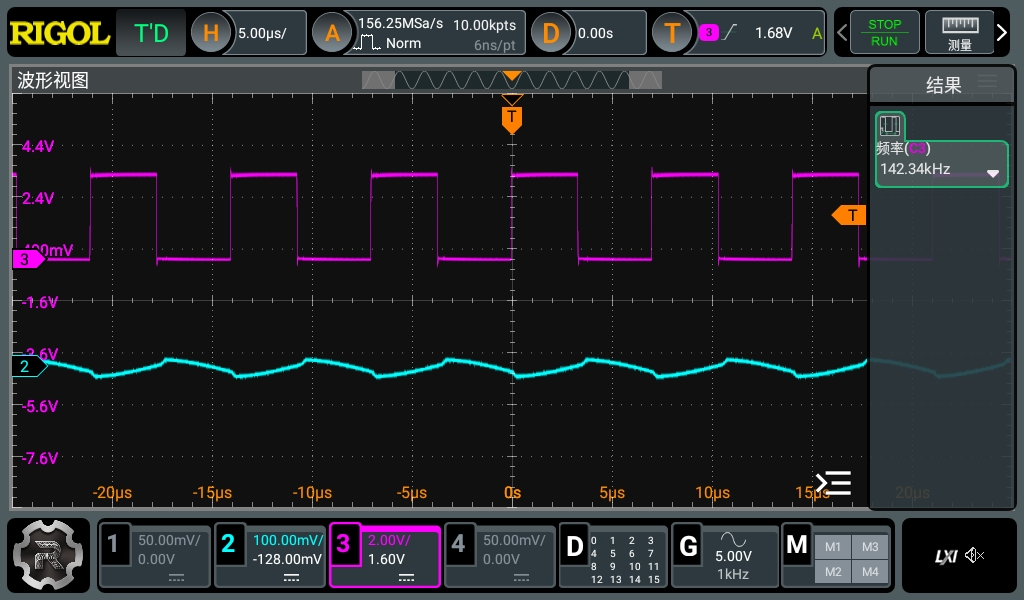 RIGOL T'D H 5.00μs/ A 156.25MSa/s 10.00kpts D 0.00s T 3 1.68V A STOP
Norm 6ns/pt RUN 测量
波形视图 结果
T
4.4V 频率(C3)
142.34kHz
2.4V
T
400mV
3
-1.6V
-3.6V
2
-5.6V
-7.6V
-20μs -15μs -10μs -5μs 0s 5μs 10μs 15μs 20μs
1 50.00mV/ 2 100.00mV/ 3 2.00V/ 4 50.00mV/ D 0 1 2 3 G 5.00V M M1 M3
0.00V -128.00mV 1.60V 0.00V 4 5 6 7 1kHz M2 M4
8 9 10 11
12 13 14 15
R
LXI